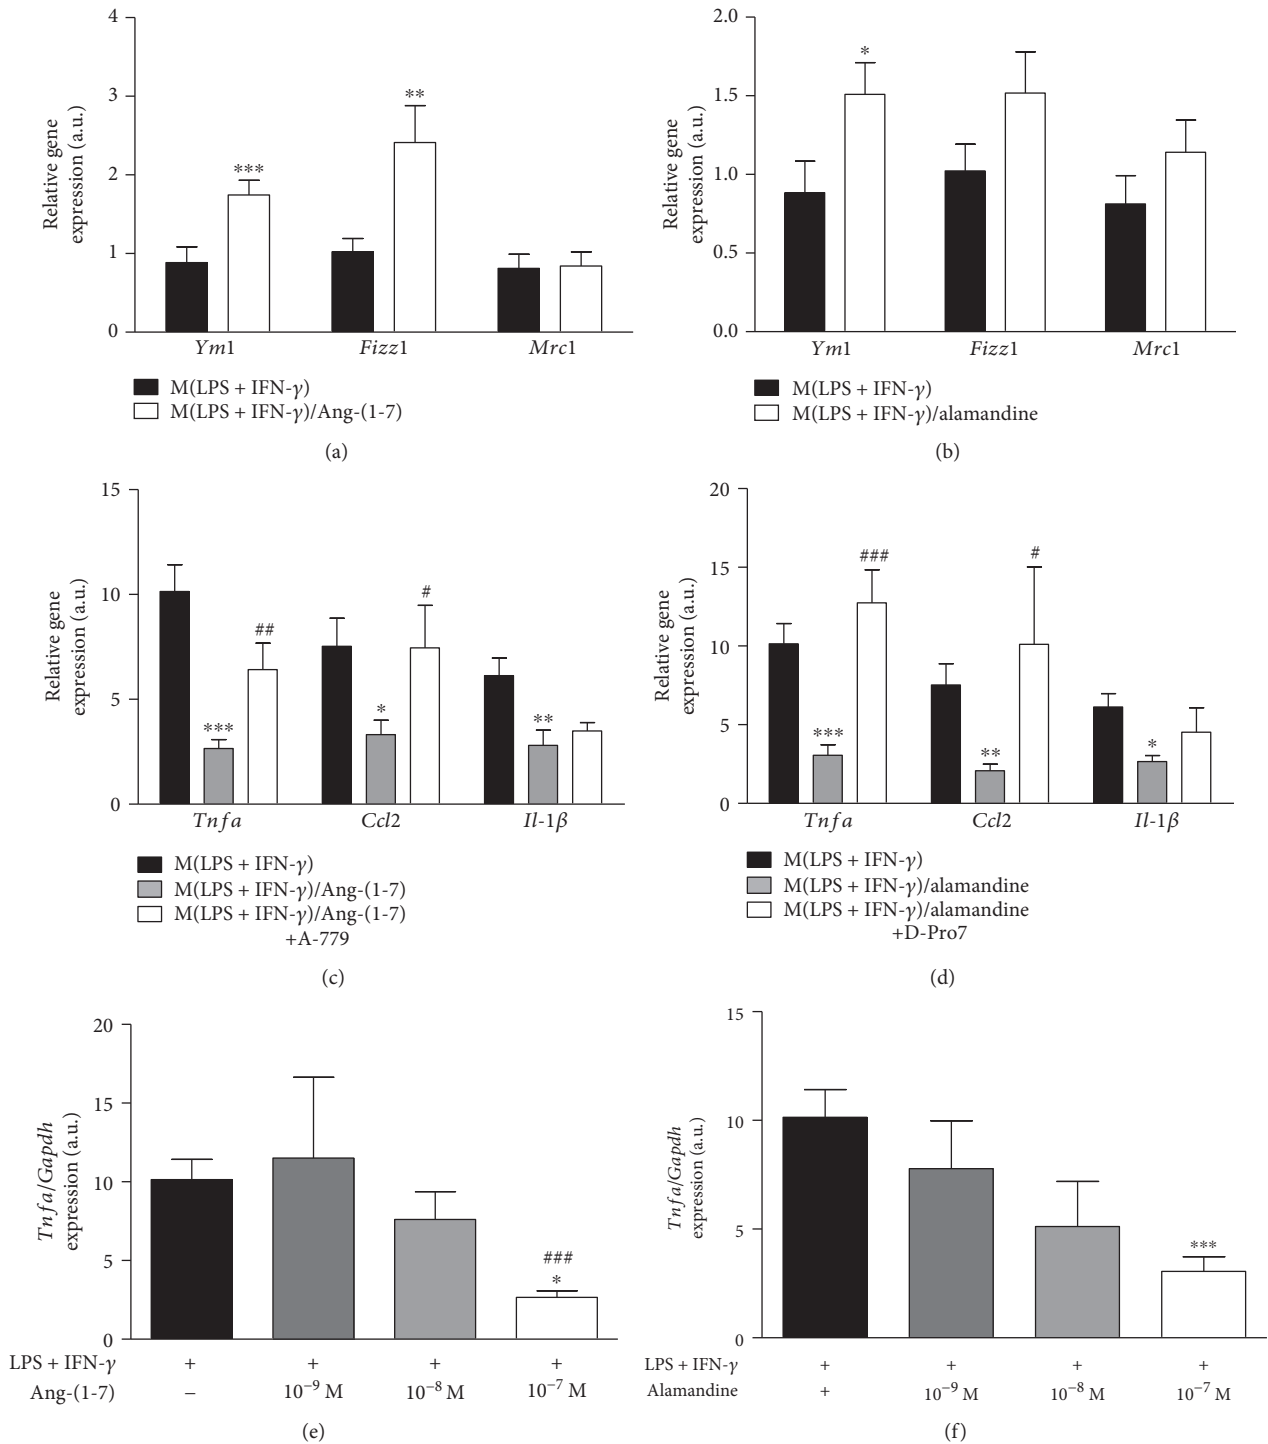 4
3
2
1
0
Relative gene
expression (a.u.)
***
**
Ym1
Fizz1
Mrc1
M(LPS + IFN-γ)
M(LPS + IFN-γ)/Ang-(1-7)
(a)
2.0
1.5
1.0
0.5
0.0
Relative gene
expression (a.u.)
*
Ym1
Fizz1
Mrc1
M(LPS + IFN-γ)
M(LPS + IFN-γ)/alamandine
(b)
15
10
5
0
Relative gene
expression (a.u.)
***
##
*
#
**
Tnfa
Ccl2
Il-1β
M(LPS + IFN-γ)
M(LPS + IFN-γ)/Ang-(1-7)
M(LPS + IFN-γ)/Ang-(1-7)
+A-779
(c)
20
15
10
5
0
Relative gene
expression (a.u.)
***
###
**
#
*
Tnfa
Ccl2
Il-1β
M(LPS + IFN-γ)
M(LPS + IFN-γ)/alamandine
M(LPS + IFN-γ)/alamandine
+D-Pro7
(d)
20
15
10
5
0
Tnfa/Gapdh
expression (a.u.)
###
*
LPS + IFN-γ + + + +
Ang-(1-7) – 10⁻⁹ M 10⁻⁸ M 10⁻⁷ M
(e)
15
10
5
0
Tnfa/Gapdh
expression (a.u.)
***
LPS + IFN-γ + + + +
Alamandine + 10⁻⁹ M 10⁻⁸ M 10⁻⁷ M
(f)